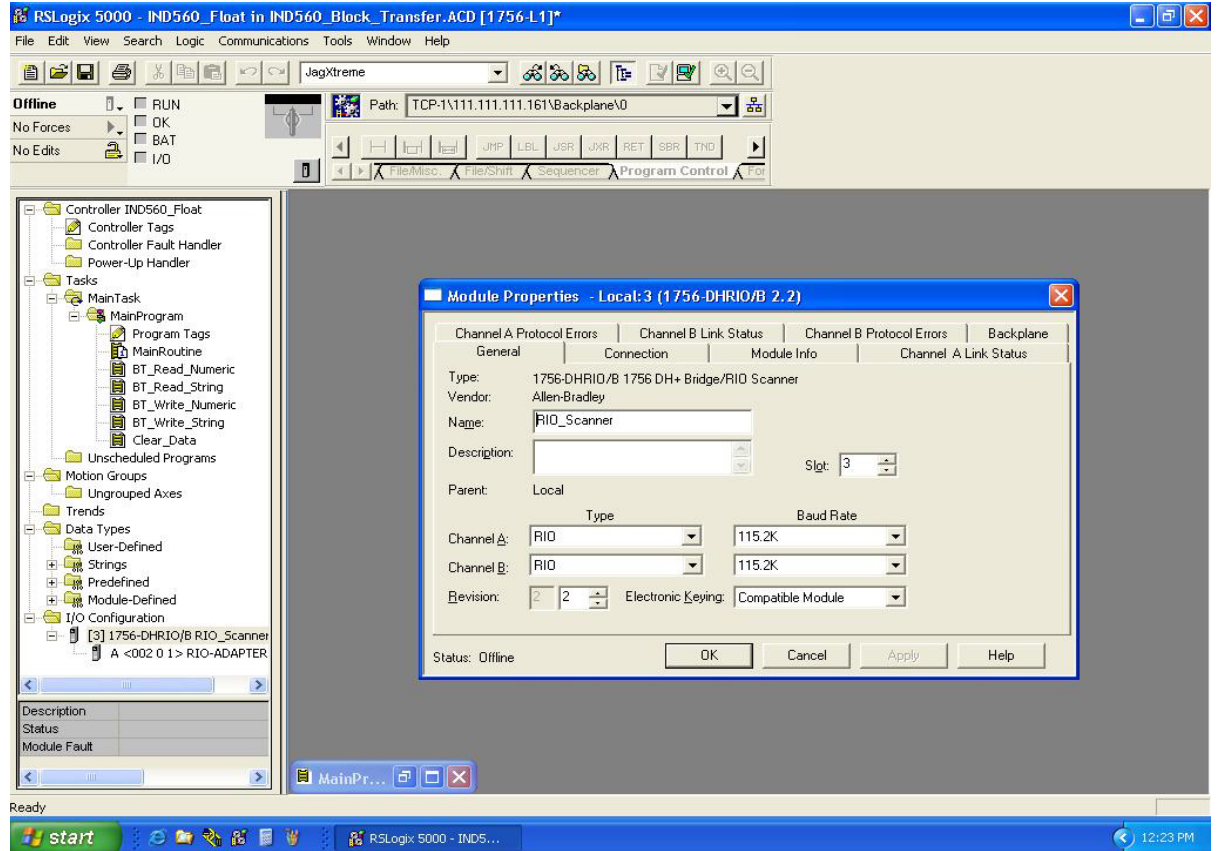 RSLogix 5000 - IND560_Float in IND560_Block_Transfer.ACD [1756-L1]*
File Edit View Search Logic Communications Tools Window Help
JagXtreme
Offline
RUN
No Forces
OK
No Edits
BAT
I/O
Path: TCP-1\111.111.111.161\Backplane\0
JMP LBL JSR JXR RET SBR TND
File/Misc. File/Shift Sequencer Program Control For
Controller IND560_Float
Controller Tags
Controller Fault Handler
Power-Up Handler
Tasks
MainTask
MainProgram
Program Tags
MainRoutine
BT_Read_Numeric
BT_Read_String
BT_Write_Numeric
BT_Write_String
Clear_Data
Unscheduled Programs
Motion Groups
Ungrouped Axes
Trends
Data Types
User-Defined
Strings
Predefined
Module-Defined
I/O Configuration
[3] 1756-DHRIO/B RIO_Scanner
A <002 0 1> RIO-ADAPTER
Description
Status
Module Fault
Module Properties - Local:3 (1756-DHRIO/B 2.2)
Channel A Protocol Errors Channel B Link Status Channel B Protocol Errors Backplane
General Connection Module Info Channel A Link Status
Type: 1756-DHRIO/B 1756 DH+ Bridge/RIO Scanner
Vendor: Allen-Bradley
Name: RIO_Scanner
Description:
Slot: 3
Parent: Local
Type Baud Rate
Channel A: RIO 115.2K
Channel B: RIO 115.2K
Revision: 2 2 Electronic Keying: Compatible Module
Status: Offline OK Cancel Apply Help
MainPr...
Ready
start RSLogix 5000 - IND5... 12:23 PM